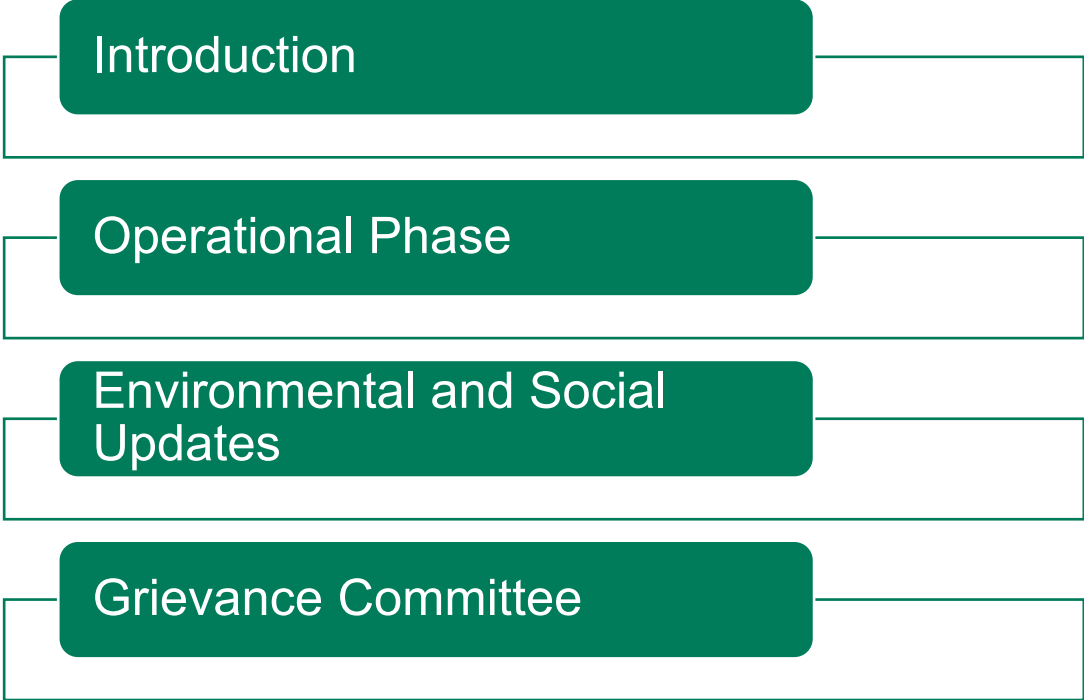 Introduction
Operational Phase
Environmental and Social
Updates
Grievance Committee